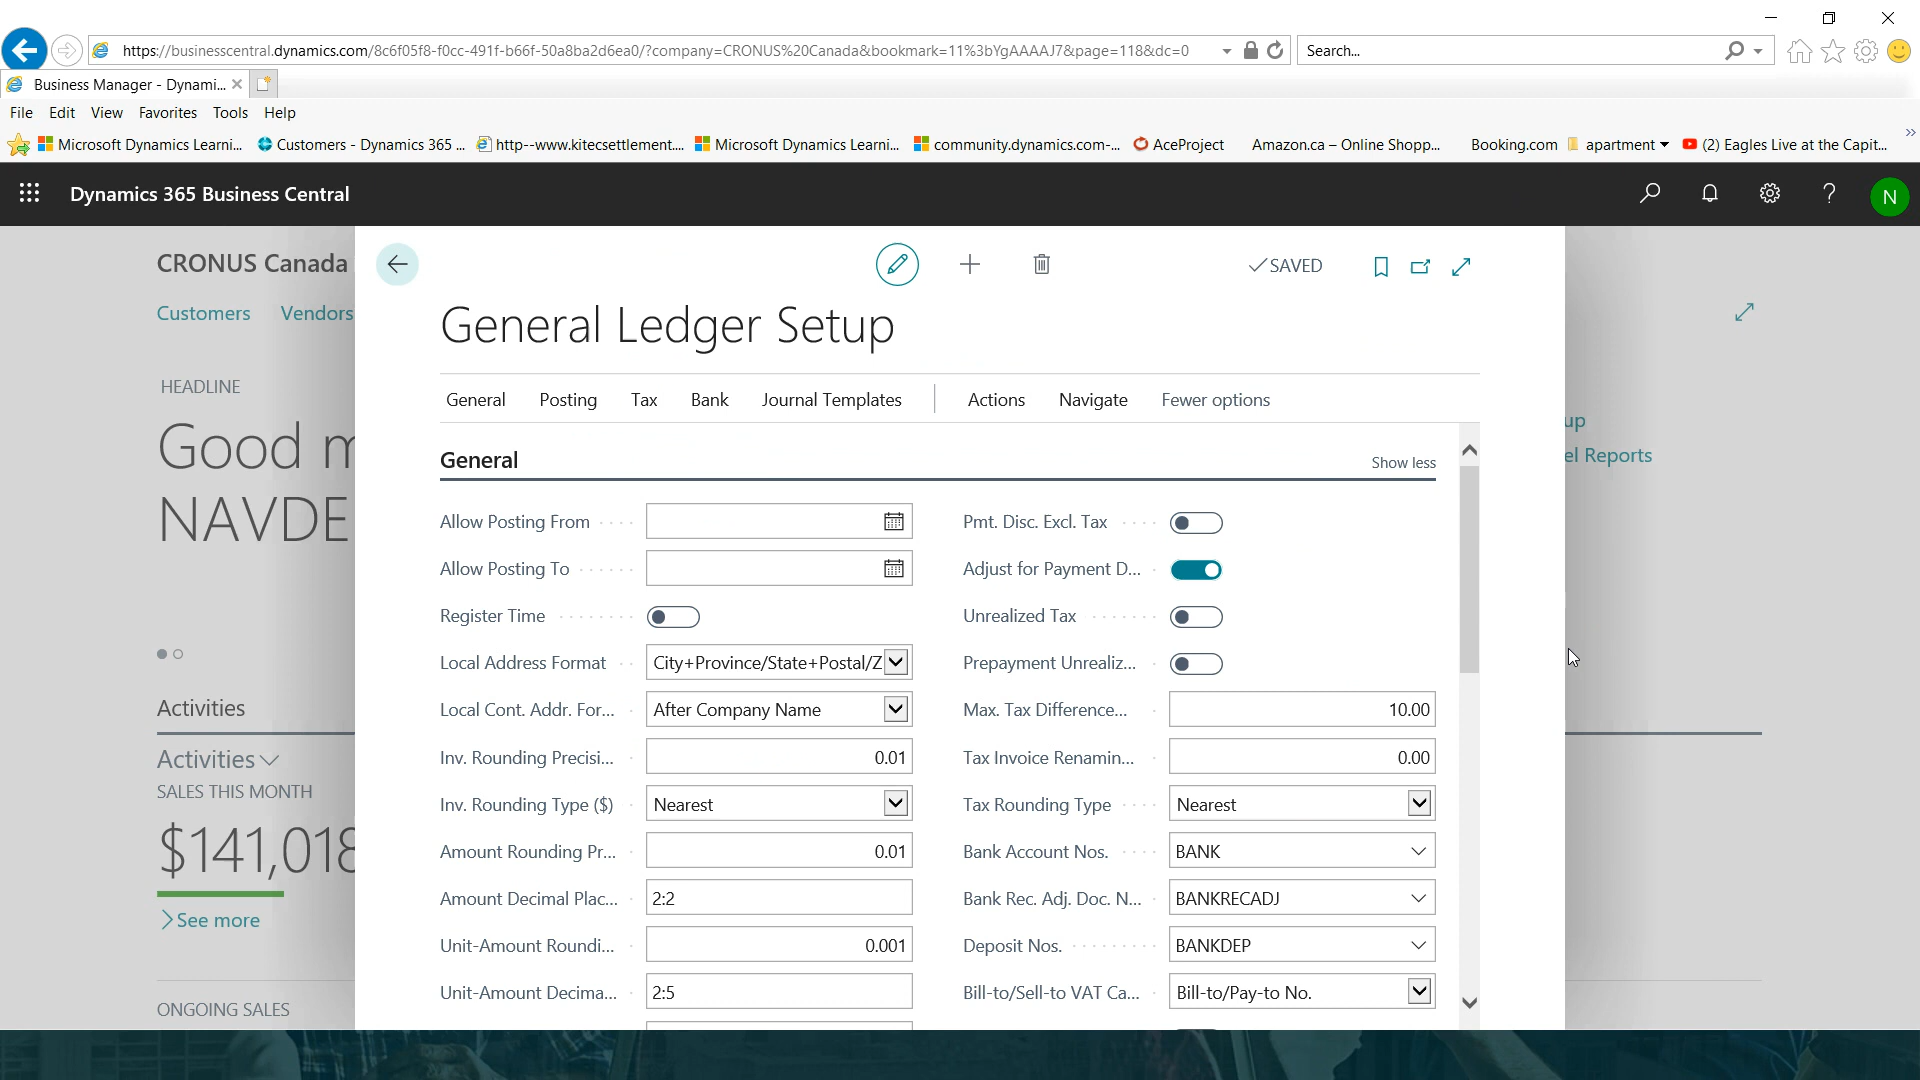 https://businesscentral.dynamics.com/8c6f05f8-f0cc-491f-b66f-50a8ba2d6ea0/?company=CRONUS%20Canada&bookmark=11%3bYgAAAAJ7&page=118&dc=0
Search...
Business Manager - Dynami...
File Edit View Favorites Tools Help
Microsoft Dynamics Learni... Customers - Dynamics 365 ... http--www.kitecsettlement.... Microsoft Dynamics Learni... community.dynamics.com-... AceProject Amazon.ca – Online Shopp... Booking.com apartment (2) Eagles Live at the Capit...
Dynamics 365 Business Central
N
CRONUS Canada
SAVED
Customers Vendors
General Ledger Setup
HEADLINE
General Posting Tax Bank Journal Templates Actions Navigate Fewer options
Good m
NAVDE
up
el Reports
General
Show less
Allow Posting From
Pmt. Disc. Excl. Tax
Allow Posting To
Adjust for Payment D...
Register Time
Unrealized Tax
Local Address Format City+Province/State+Postal/Z
Prepayment Unrealiz...
Local Cont. Addr. For... After Company Name
Max. Tax Difference... 10.00
Inv. Rounding Precisi... 0.01
Tax Invoice Renamin... 0.00
Inv. Rounding Type ($) Nearest
Tax Rounding Type Nearest
Amount Rounding Pr... 0.01
Bank Account Nos. BANK
Amount Decimal Plac... 2:2
Bank Rec. Adj. Doc. N... BANKRECADJ
Unit-Amount Roundi... 0.001
Deposit Nos. BANKDEP
Unit-Amount Decima... 2:5
Bill-to/Sell-to VAT Ca... Bill-to/Pay-to No.
Activities
Activities
SALES THIS MONTH
$141,018
See more
ONGOING SALES